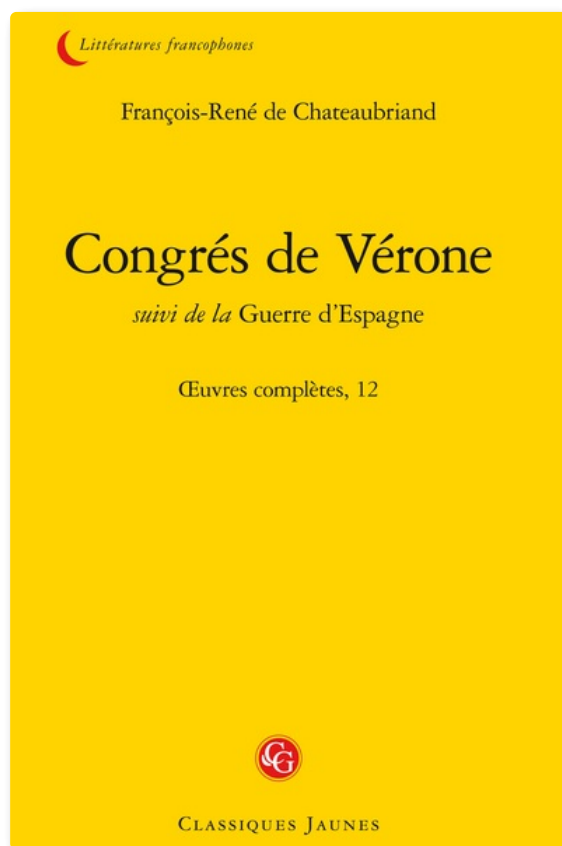 Littératures francophones
François-René de Chateaubriand
Congrés de Vérone
suivi de la Guerre d'Espagne
Œuvres complètes, 12
CG
CLASSIQUES JAUNES